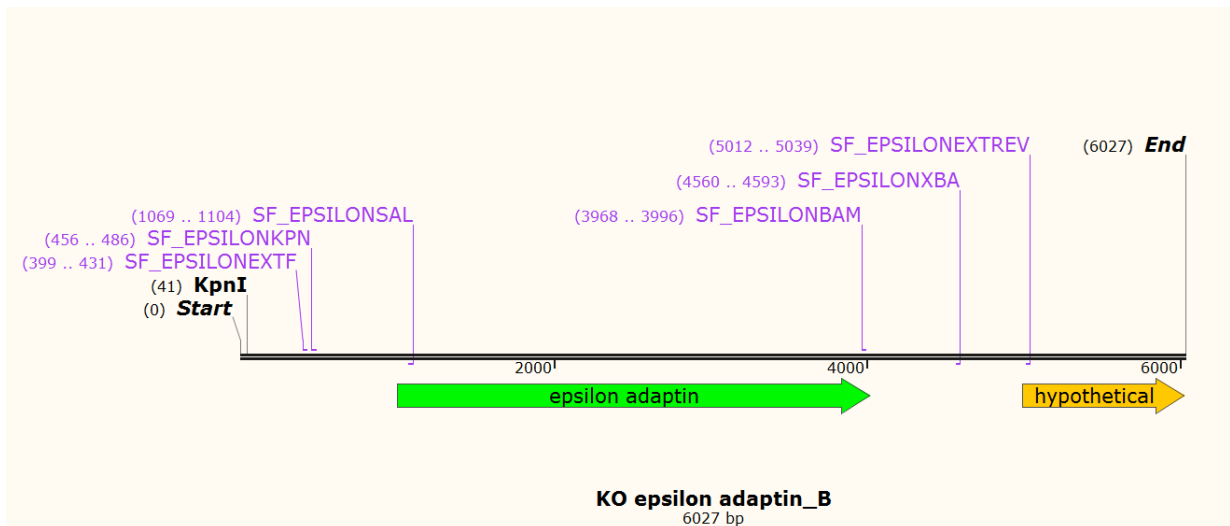 (5012 .. 5039) SF_EPSILONEXTREV
(6027) End
(4560 .. 4593) SF_EPSILONXBA
(1069 .. 1104) SF_EPSILONSAL
(3968 .. 3996) SF_EPSILONBAM
(456 .. 486) SF_EPSILONKPN
(399 .. 431) SF_EPSILONEXTF
(41) KpnI
(0) Start
2000
4000
6000
epsilon adaptin
hypothetical
KO epsilon adaptin_B
6027 bp